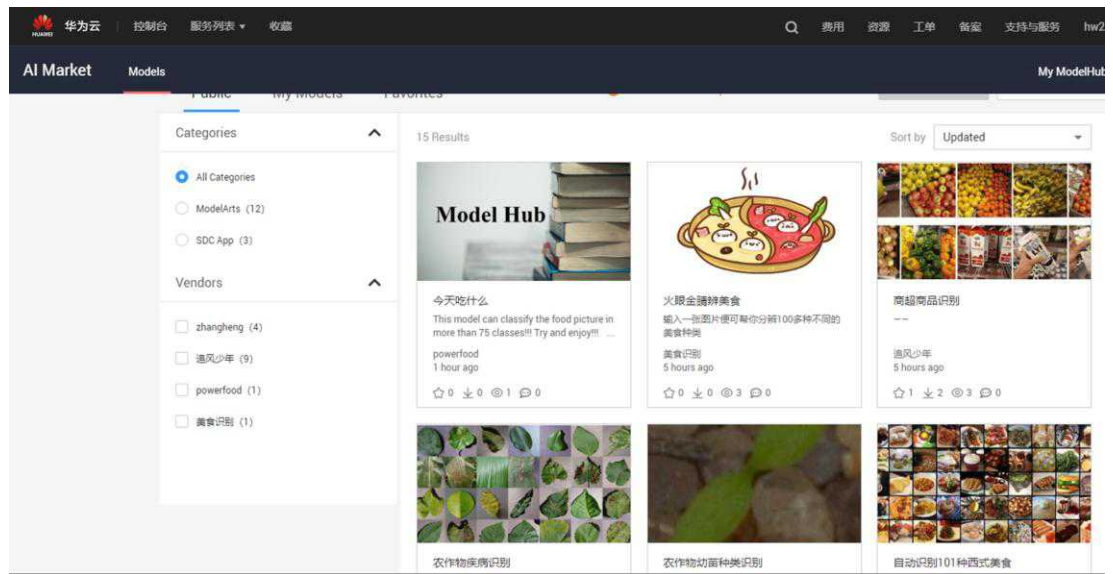 HUAWEI 华为云 控制台 服务列表 收藏 费用 资源 工单 备案 支持与服务 hw2
AI Market Models My ModelHub
Public My Models Favorites
Categories
All Categories
ModelArts (12)
SDC App (3)
Vendors
zhangheng (4)
追风少年 (9)
powerfood (1)
美食识别 (1)
15 Results Sort by Updated
Model Hub
今天吃什么
This model can classify the food picture in
more than 75 classes!!! Try and enjoy!!! ...
powerfood
1 hour ago
0 0 1 0
火眼金睛辨美食
输入一张图片便可帮你分辨100多种不同的
美食种类
美食识别
5 hours ago
0 0 3 0
商超商品识别
——
追风少年
5 hours ago
1 2 3 0
农作物疾病识别
农作物幼苗种类识别
自动识别101种西式美食